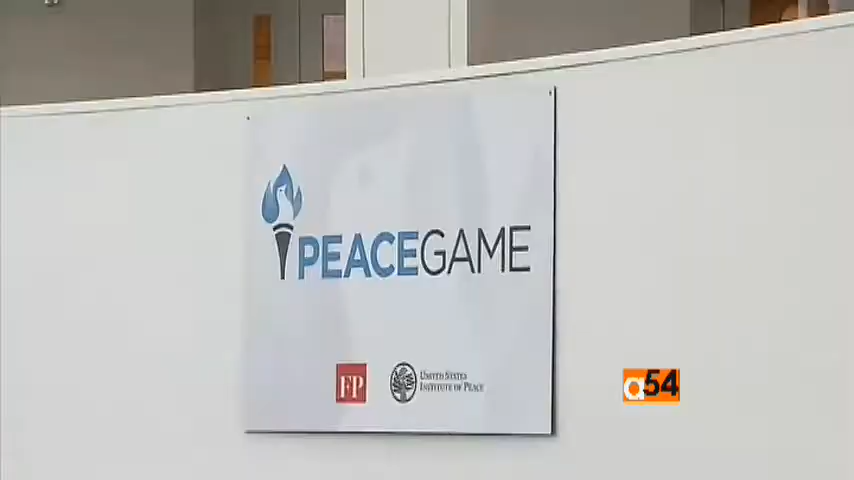 PEACEGAME
FP
UNITED STATES
INSTITUTE OF PEACE
a54